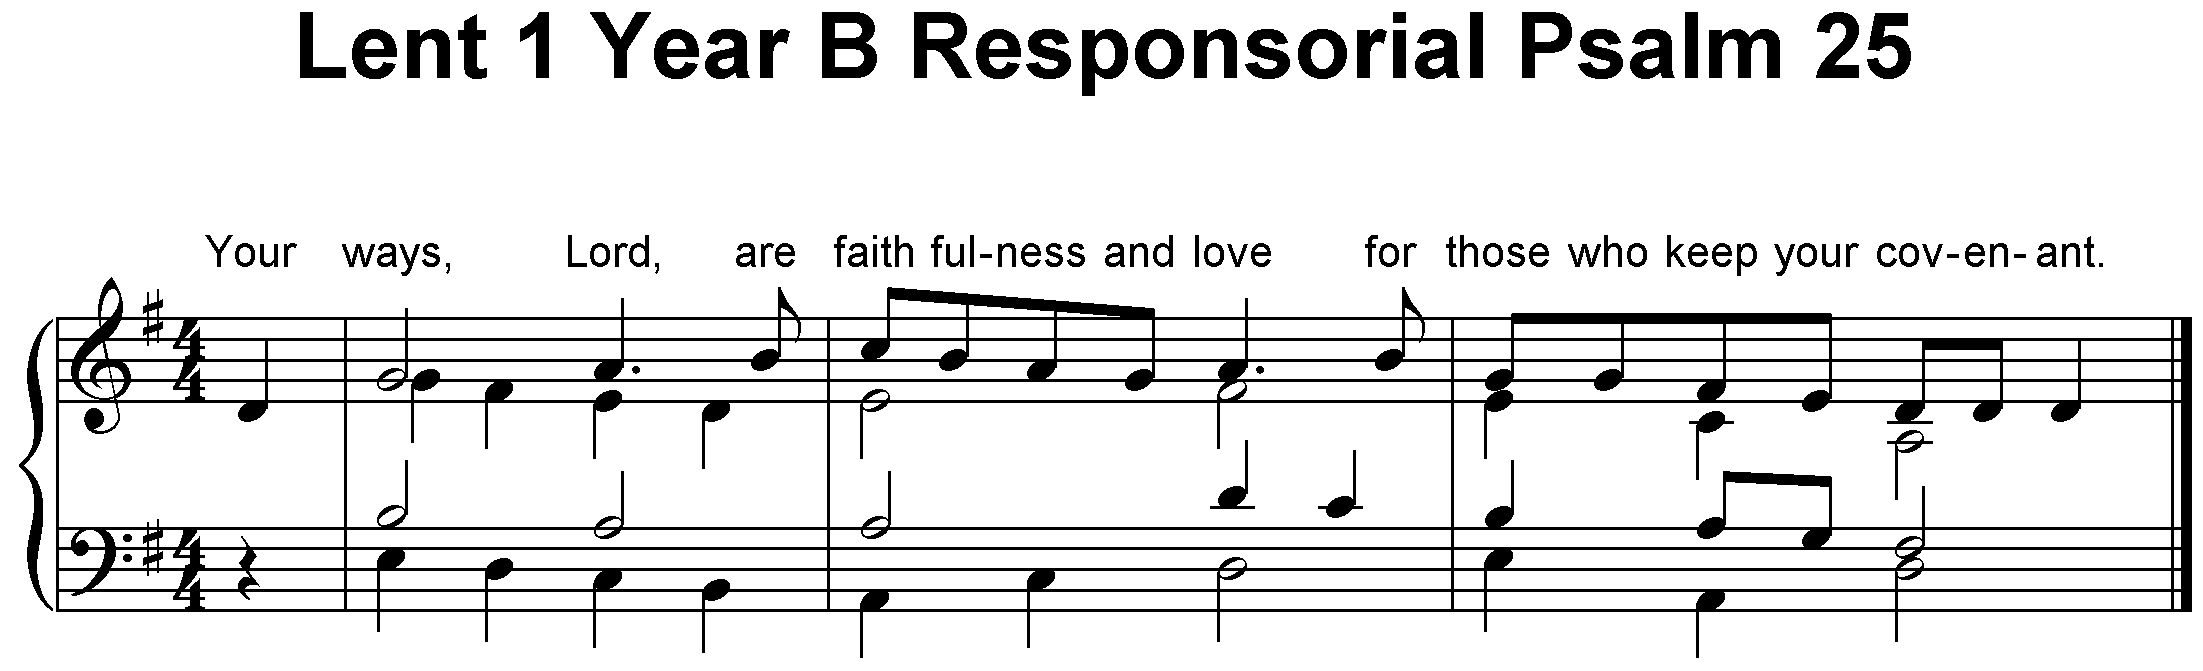 Lent 1 Year B Responsorial Psalm 25
Your ways, Lord, are faith ful-ness and love for those who keep your cov-en-ant.